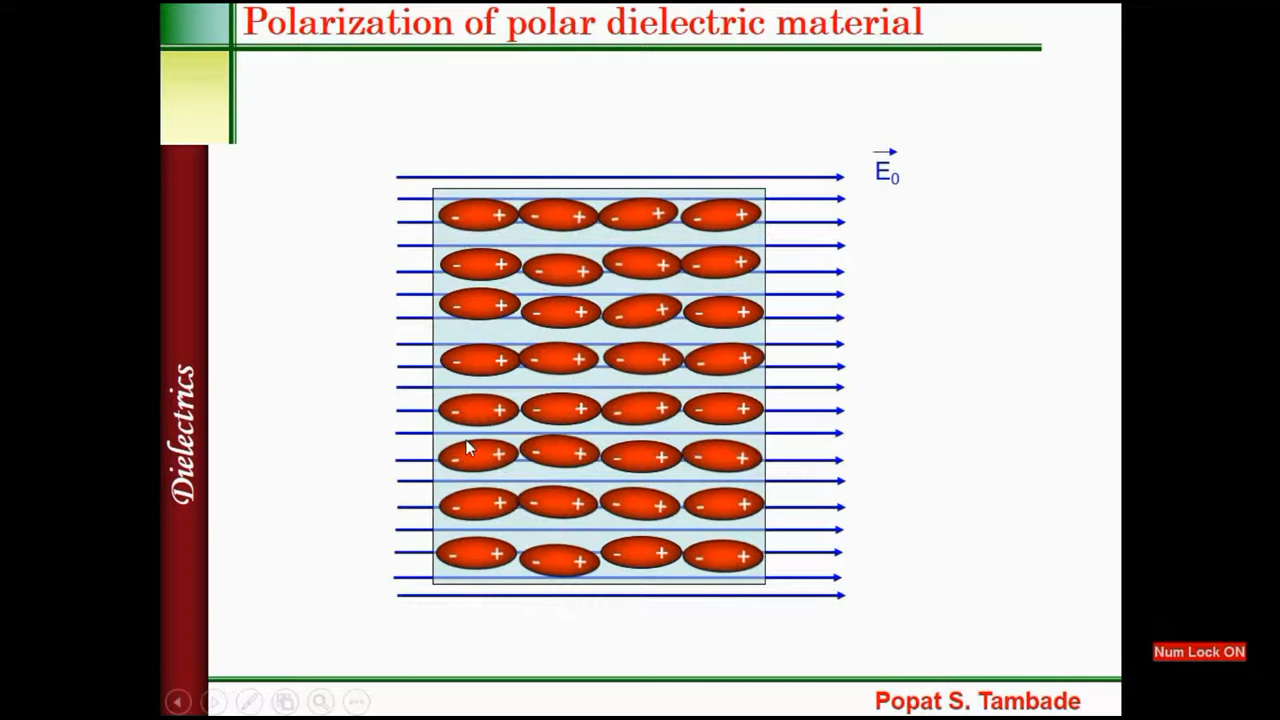 Polarization of polar dielectric material
E₀
- + - + - + - +
- + - + - + - +
- + - + - + - +
- + - + - + - +
- + - + - + - +
- + - + - + - +
- + - + - + - +
- + - + - + - +
Dielectrics
Num Lock ON
Popat S. Tambade